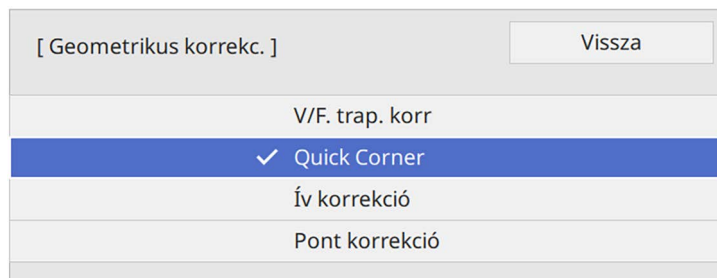 [ Geometrikus korrekc. ]
Vissza
V/F. trap. korr
Quick Corner
Ív korrekció
Pont korrekció